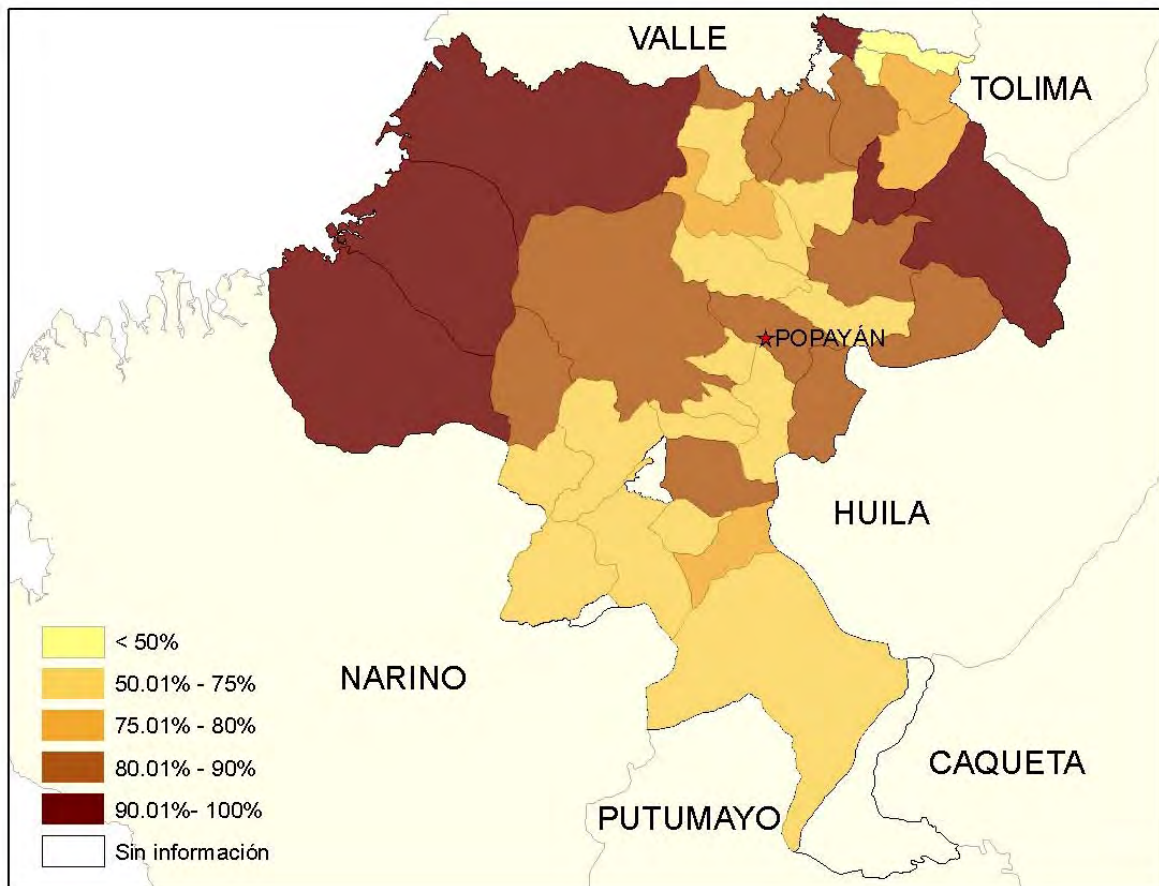 VALLE
TOLIMA
POPAYÁN
HUILA
NARINO
CAQUETA
PUTUMAYO
< 50%
50.01% - 75%
75.01% - 80%
80.01% - 90%
90.01%- 100%
Sin información